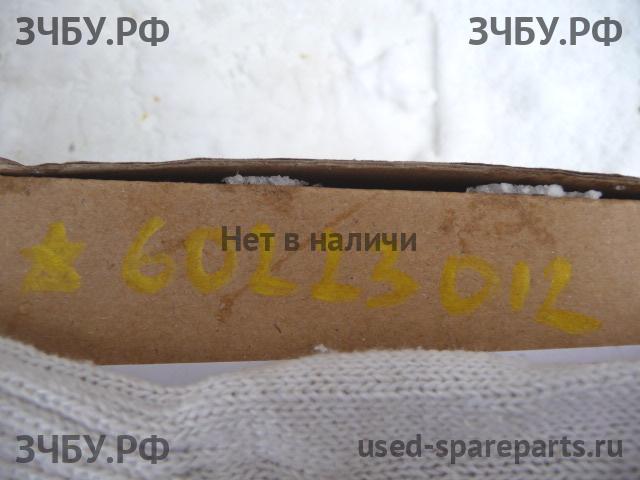 ЗЧБУ.РФ ЗЧБУ.РФ
Нет в наличи
★ 60223012
ЗЧБУ.РФ used-spareparts.ru